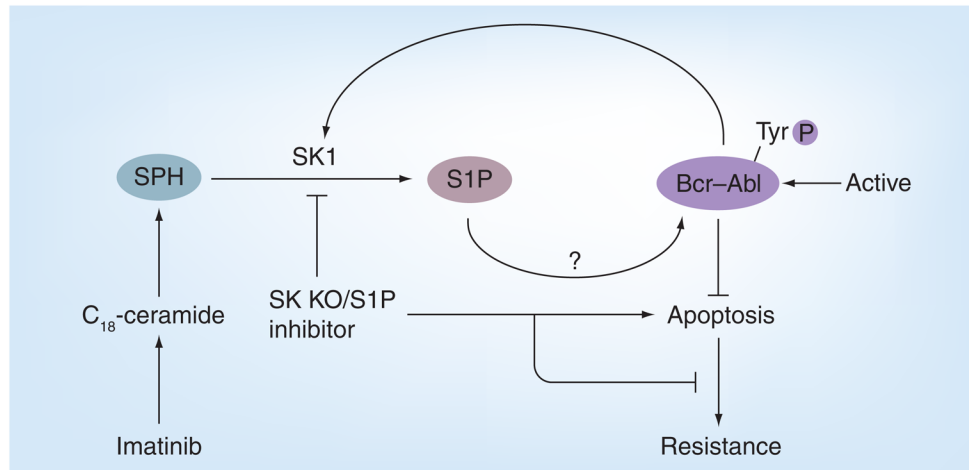 Tyr P
SK1
SPH
S1P
Bcr–Abl
Active
?
SK KO/S1P
inhibitor
C₁₈-ceramide
Apoptosis
Imatinib
Resistance